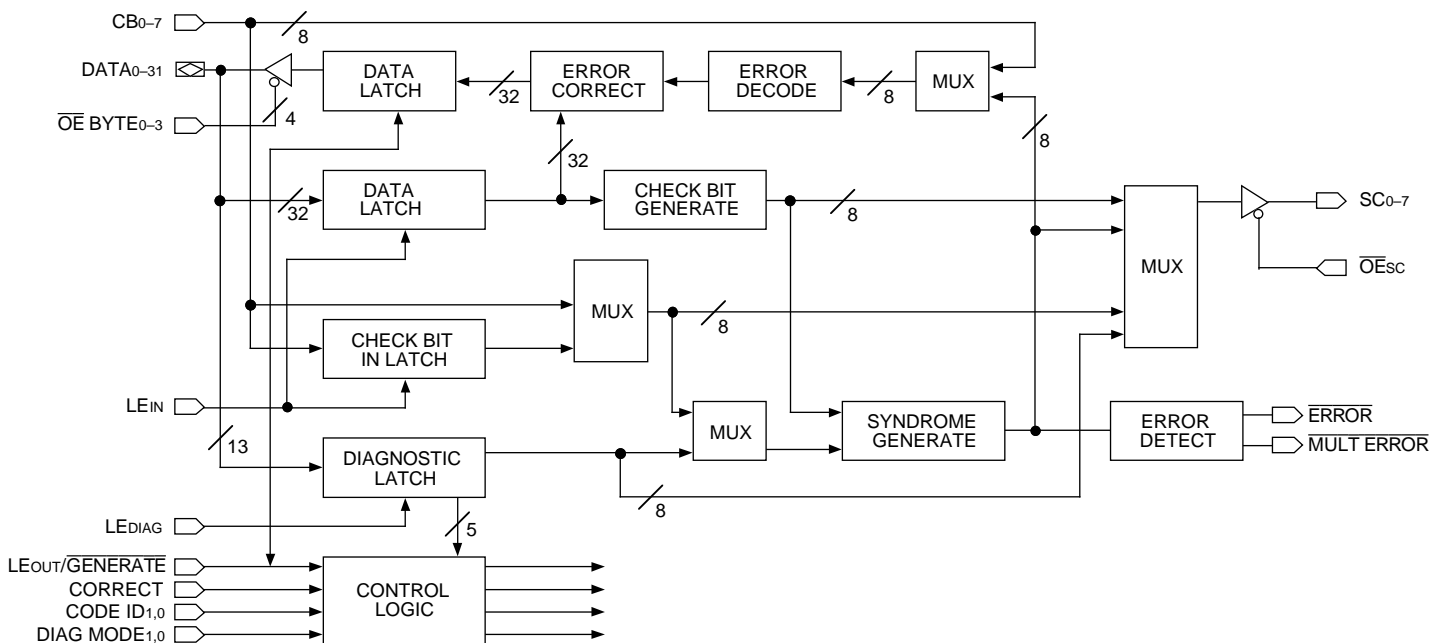 CB0–7
8
DATA0–31
DATA
LATCH
32
ERROR
CORRECT
ERROR
DECODE
8
MUX
OE BYTE0–3
4
8
32
32
DATA
LATCH
CHECK BIT
GENERATE
8
MUX
SC0–7
OESC
MUX
8
CHECK BIT
IN LATCH
LEIN
13
MUX
SYNDROME
GENERATE
ERROR
DETECT
ERROR
MULT ERROR
DIAGNOSTIC
LATCH
8
LEDIAG
5
LEOUT/GENERATE
CORRECT
CODE ID1,0
DIAG MODE1,0
CONTROL
LOGIC